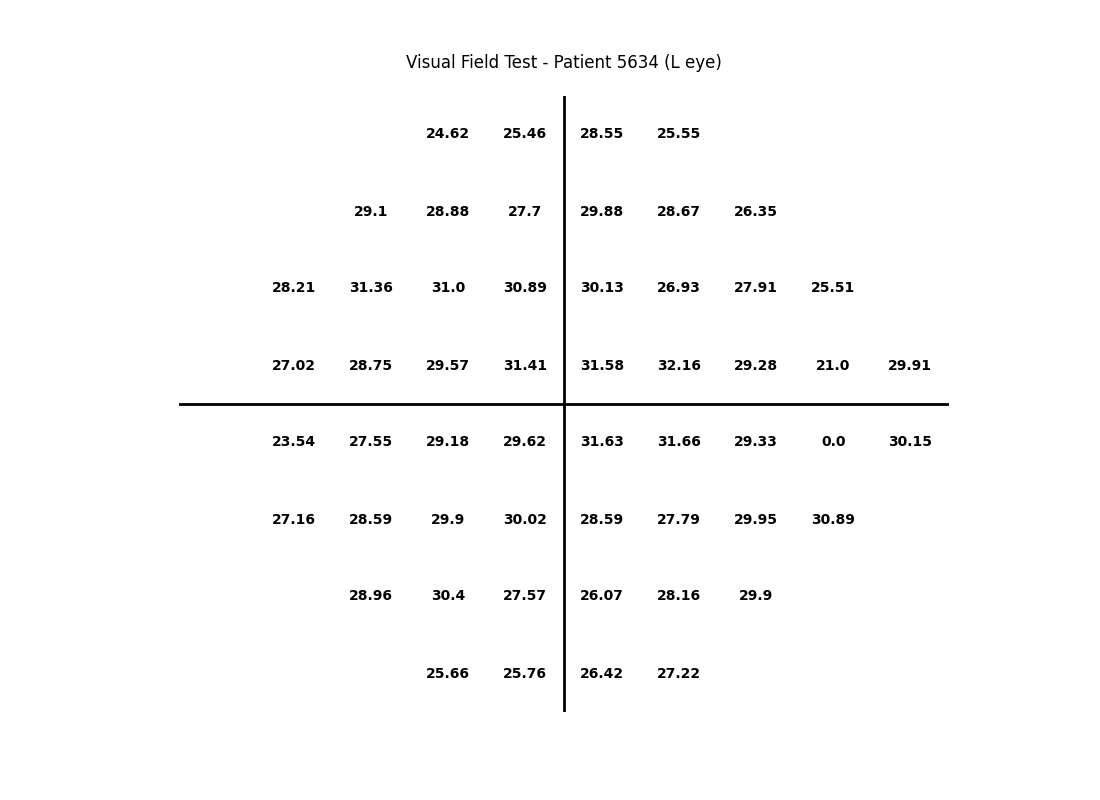 Visual Field Test - Patient 5634 (L eye)
24.62 25.46 28.55 25.55
29.1 28.88 27.7 29.88 28.67 26.35
28.21 31.36 31.0 30.89 30.13 26.93 27.91 25.51
27.02 28.75 29.57 31.41 31.58 32.16 29.28 21.0 29.91
23.54 27.55 29.18 29.62 31.63 31.66 29.33 0.0 30.15
27.16 28.59 29.9 30.02 28.59 27.79 29.95 30.89
28.96 30.4 27.57 26.07 28.16 29.9
25.66 25.76 26.42 27.22